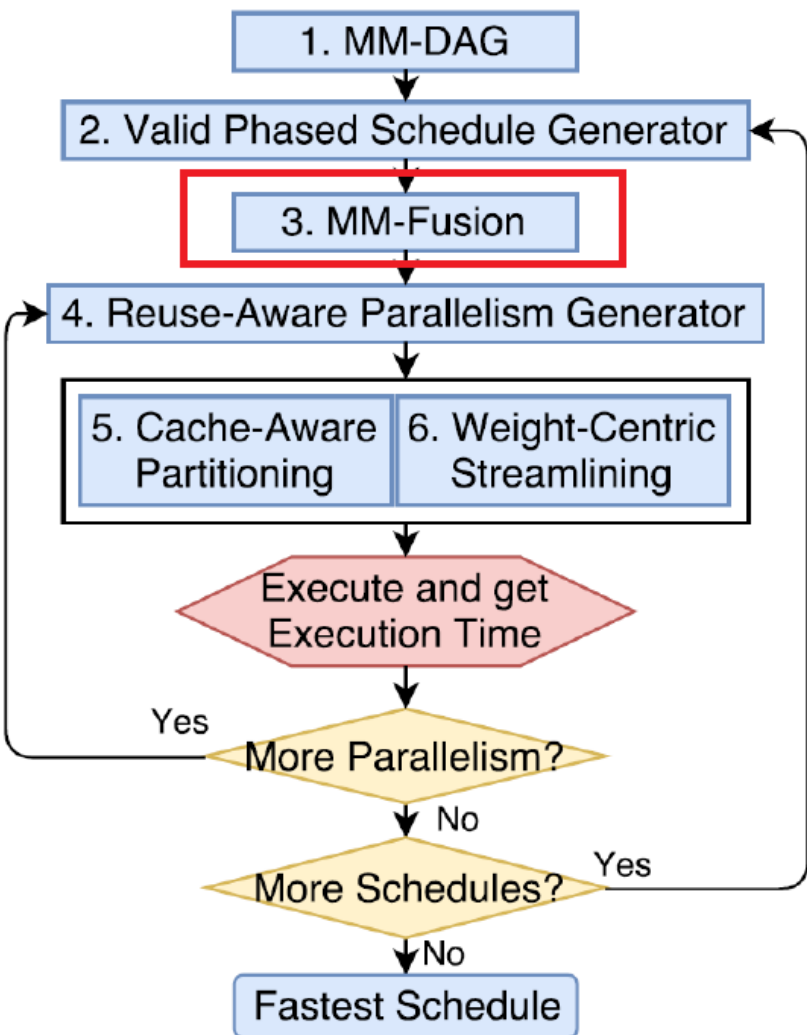 1. MM-DAG
2. Valid Phased Schedule Generator
3. MM-Fusion
4. Reuse-Aware Parallelism Generator
5. Cache-Aware
Partitioning
6. Weight-Centric
Streamlining
Execute and get
Execution Time
Yes
More Parallelism?
No
More Schedules?
Yes
No
Fastest Schedule